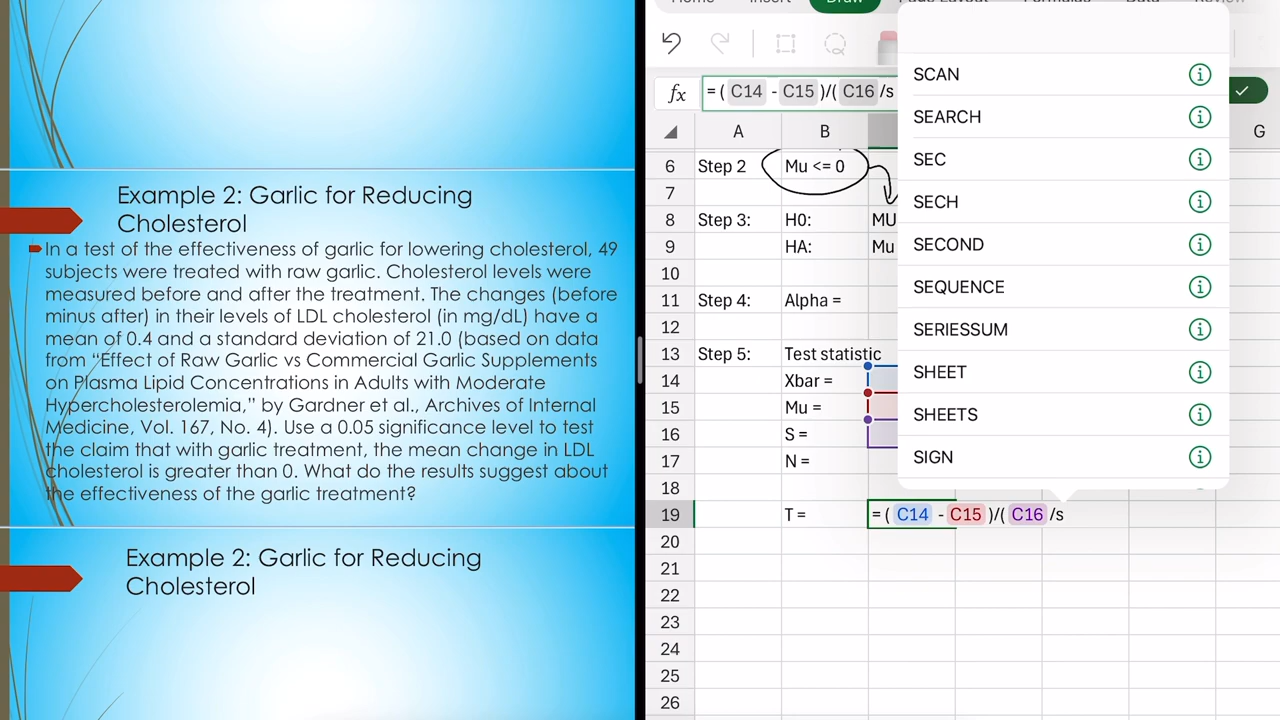 Example 2: Garlic for Reducing
Cholesterol
In a test of the effectiveness of garlic for lowering cholesterol, 49
subjects were treated with raw garlic. Cholesterol levels were
measured before and after the treatment. The changes (before
minus after) in their levels of LDL cholesterol (in mg/dL) have a
mean of 0.4 and a standard deviation of 21.0 (based on data
from “Effect of Raw Garlic vs Commercial Garlic Supplements
on Plasma Lipid Concentrations in Adults with Moderate
Hypercholesterolemia,” by Gardner et al., Archives of Internal
Medicine, Vol. 167, No. 4). Use a 0.05 significance level to test
the claim that with garlic treatment, the mean change in LDL
cholesterol is greater than 0. What do the results suggest about
the effectiveness of the garlic treatment?
Example 2: Garlic for Reducing
Cholesterol
Home Insert Draw Page Layout Formulas Data Review
fx =( C14 - C15 )/( C16 /s
A B G
6 Step 2 Mu <= 0
7
8 Step 3: H0: MU
9 HA: Mu
10
11 Step 4: Alpha =
12
13 Step 5: Test statistic
14 Xbar =
15 Mu =
16 S =
17 N =
18
19 T = =( C14 - C15 )/( C16 /s
20
21
22
23
24
25
26
SCAN
SEARCH
SEC
SECH
SECOND
SEQUENCE
SERIESSUM
SHEET
SHEETS
SIGN